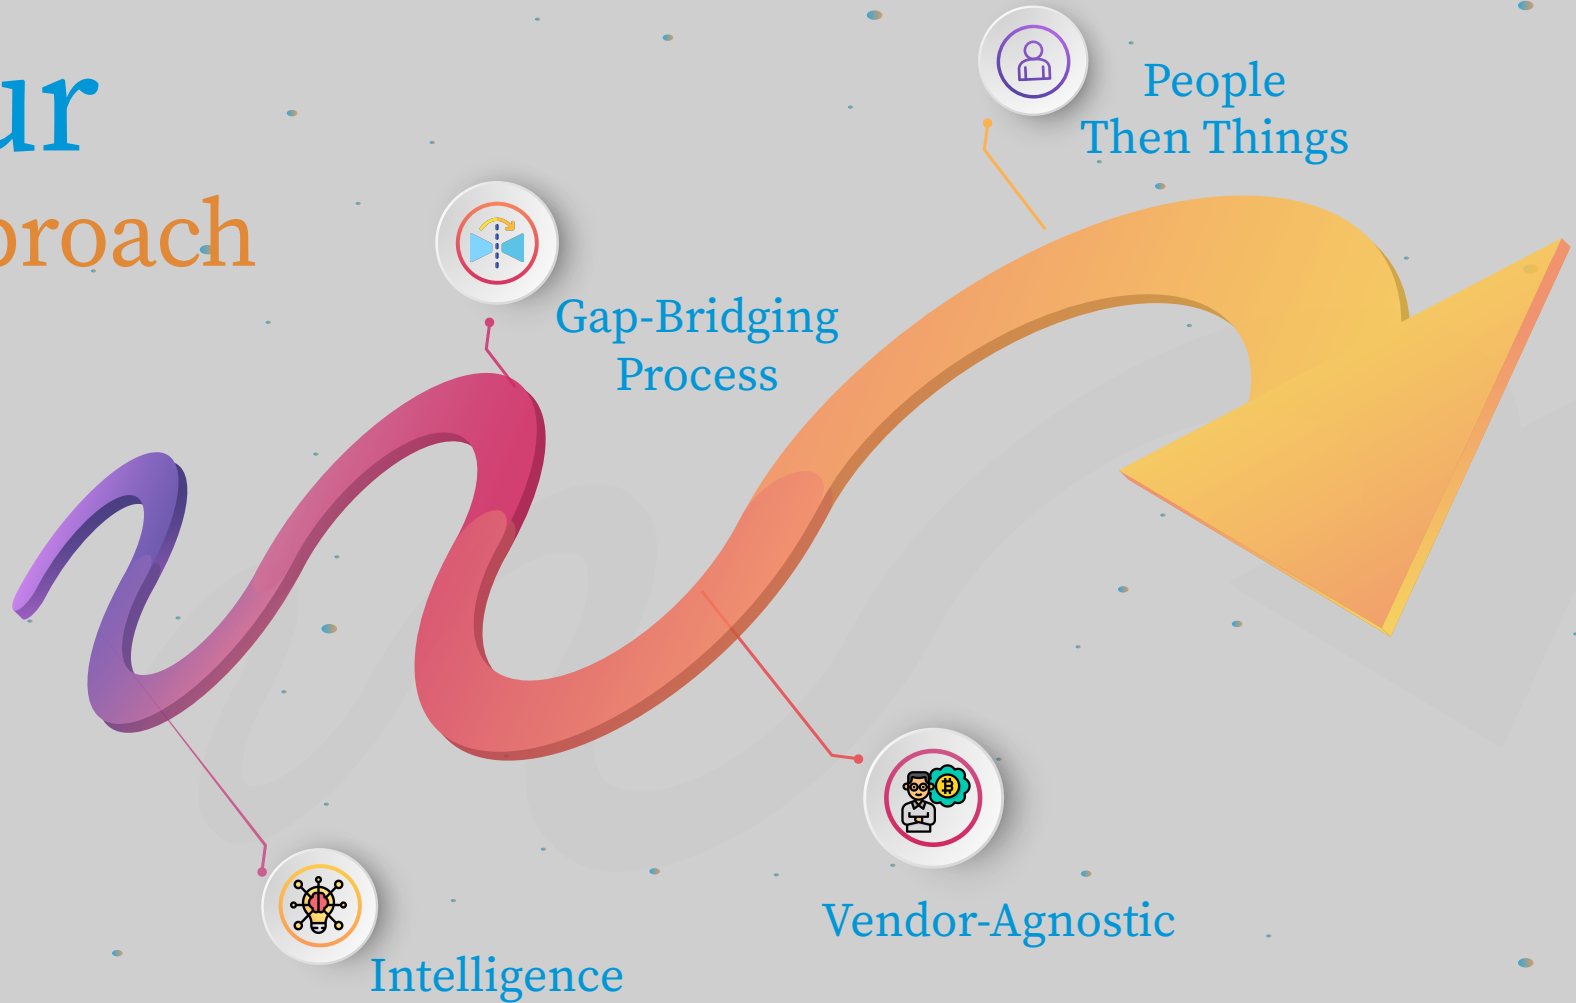 ur
proach
People
Then Things
Gap-Bridging
Process
Vendor-Agnostic
Intelligence